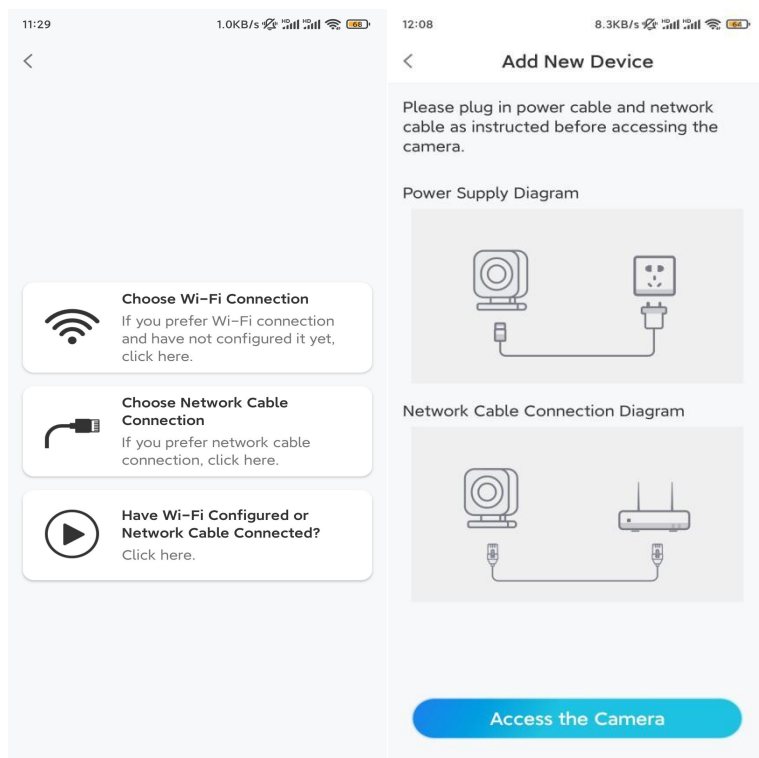 11:29
1.0KB/s
HD
HD
68
Choose Wi-Fi Connection
If you prefer Wi-Fi connection
and have not configured it yet,
click here.
Choose Network Cable
Connection
If you prefer network cable
connection, click here.
Have Wi-Fi Configured or
Network Cable Connected?
Click here.
12:08
8.3KB/s
HD
HD
64
Add New Device
Please plug in power cable and network
cable as instructed before accessing the
camera.
Power Supply Diagram
Network Cable Connection Diagram
Access the Camera